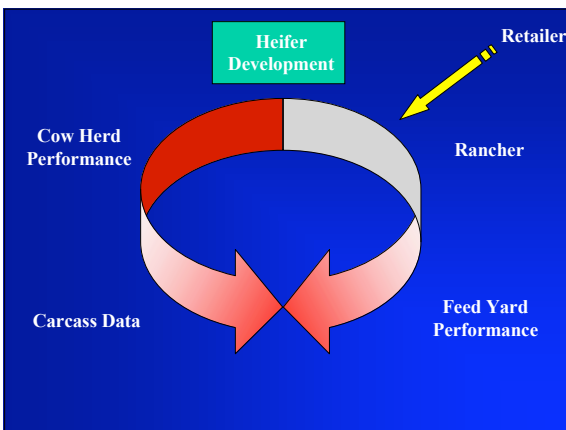 Heifer
Development
Retailer
Cow Herd
Performance
Rancher
Carcass Data
Feed Yard
Performance